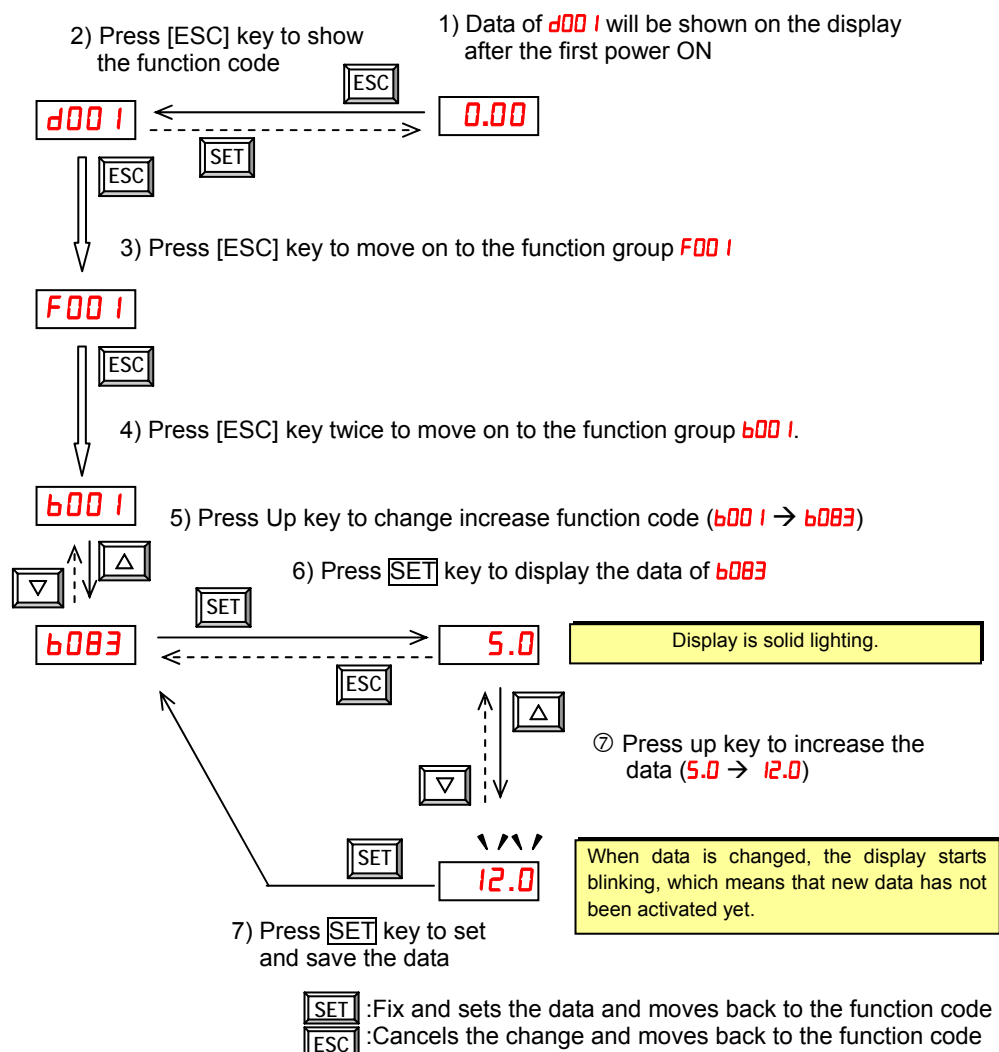 1) Data of d001 will be shown on the display
after the first power ON
2) Press [ESC] key to show
the function code
ESC
d001
0.00
SET
ESC
3) Press [ESC] key to move on to the function group F001
F001
ESC
4) Press [ESC] key twice to move on to the function group b001.
b001
5) Press Up key to change increase function code (b001 → b083)
△
▽
6) Press SET key to display the data of b083
SET
b083
5.0
Display is solid lighting.
ESC
△
⑦ Press up key to increase the
data (5.0 → 12.0)
▽
SET
12.0
When data is changed, the display starts
blinking, which means that new data has not
been activated yet.
7) Press SET key to set
and save the data
SET :Fix and sets the data and moves back to the function code
ESC :Cancels the change and moves back to the function code